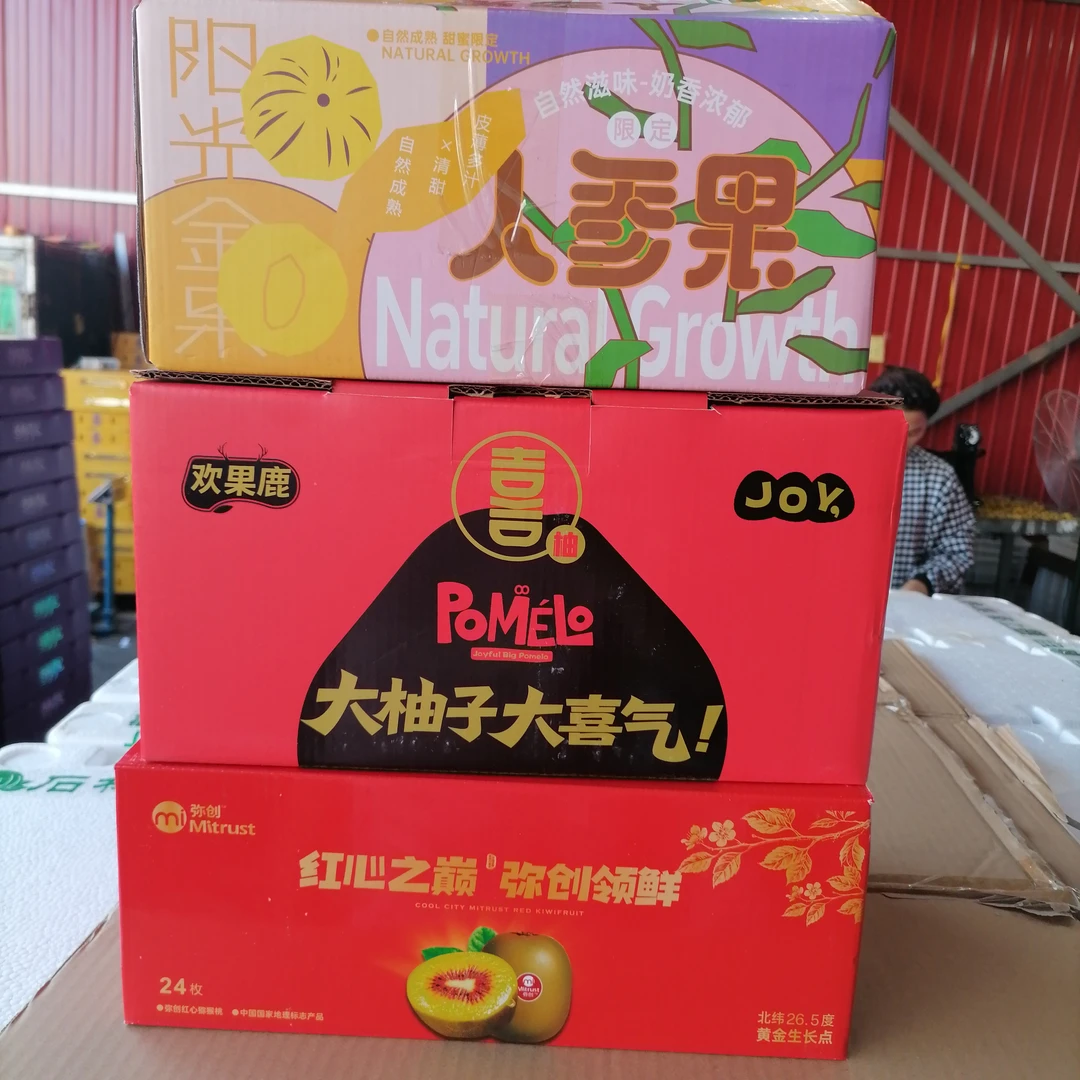 阳光金果
自然成熟 甜蜜限定
NATURAL GROWTH
自然成熟
×清甜
自然滋味-奶香浓郁
限定
人参果
Natural Growth
欢果鹿
喜
柚
JOY
POMÉLO
Joyful Big Pomelo
大柚子大喜气!
mi 弥创
Mitrust
红心之巅 弥创领鲜
COOL CITY MITRUST RED KIWIFRUIT
Mitrust
24枚
弥创红心猕猴桃 中国国家地理标志产品
北纬26.5度
黄金生长点